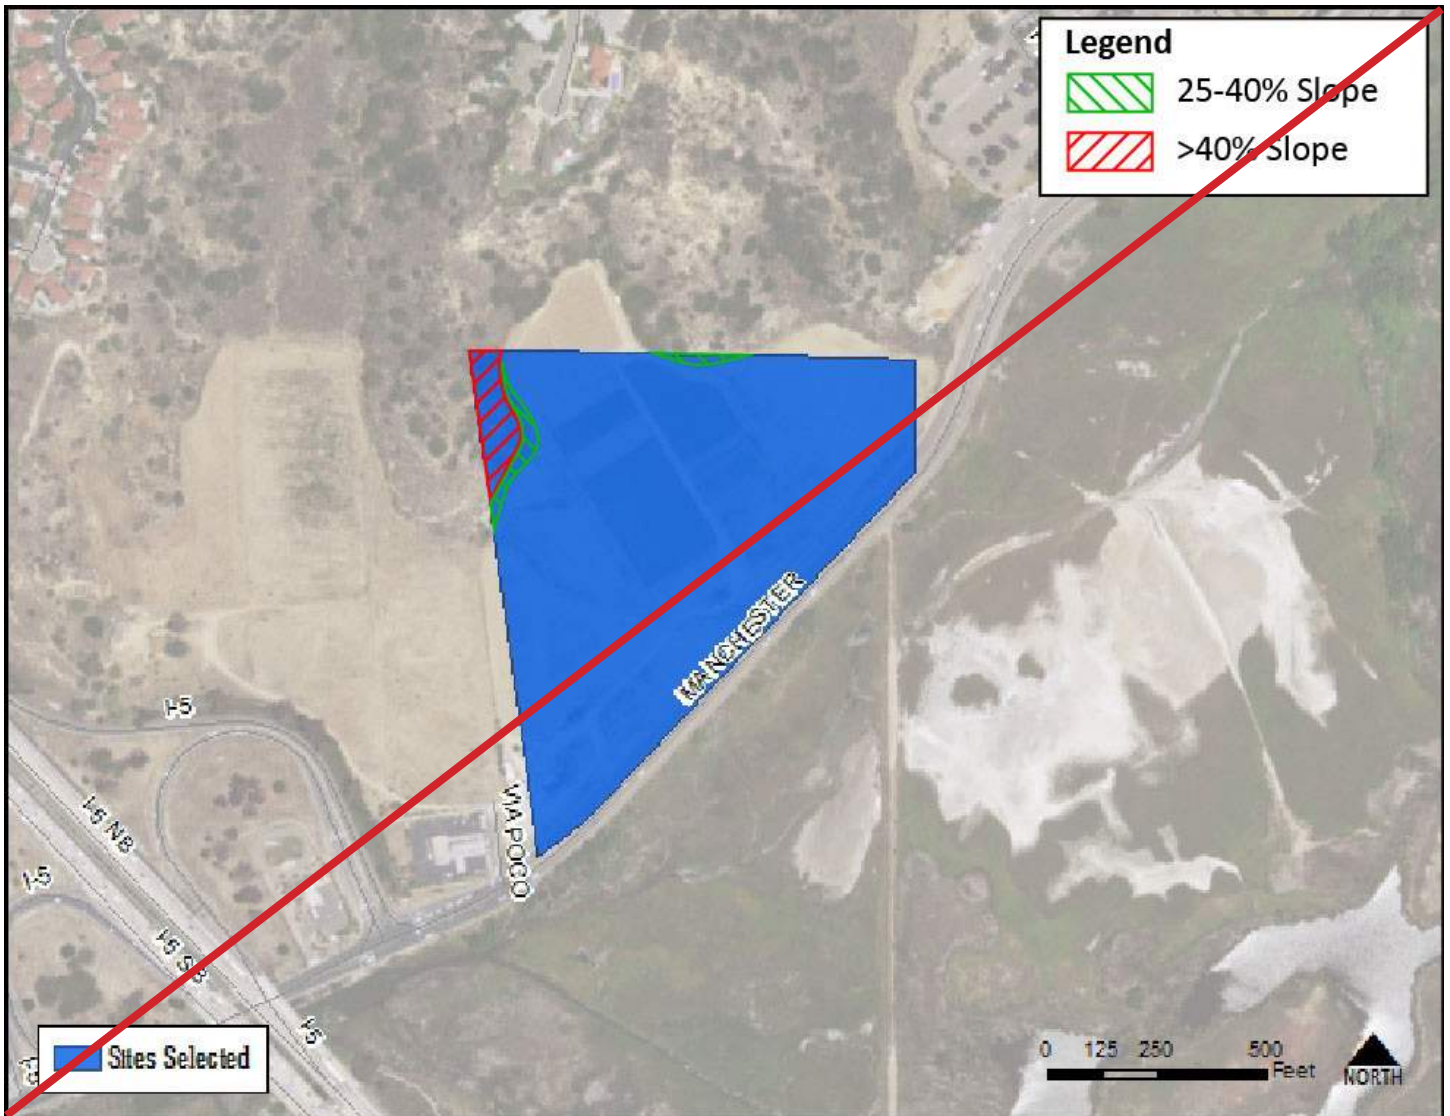 Legend
25-40% Slope
>40% Slope
MANCHESTER
I-5
I-5 NB
VIA POCO
I-5
I-5 SB
I-5
Sites Selected
0 125 250 500
Feet
NORTH